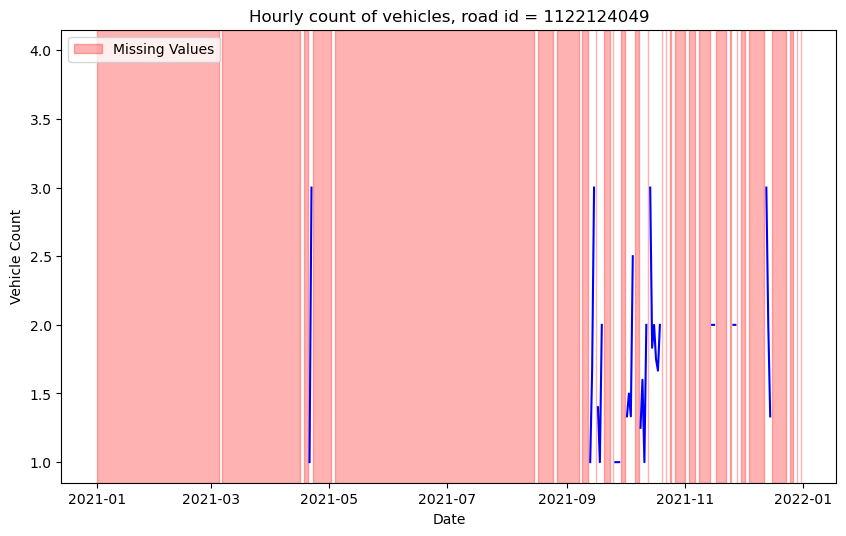 Hourly count of vehicles, road id = 1122124049
Missing Values
4.0
3.5
3.0
2.5
2.0
1.5
1.0
Vehicle Count
2021-01 2021-03 2021-05 2021-07 2021-09 2021-11 2022-01
Date